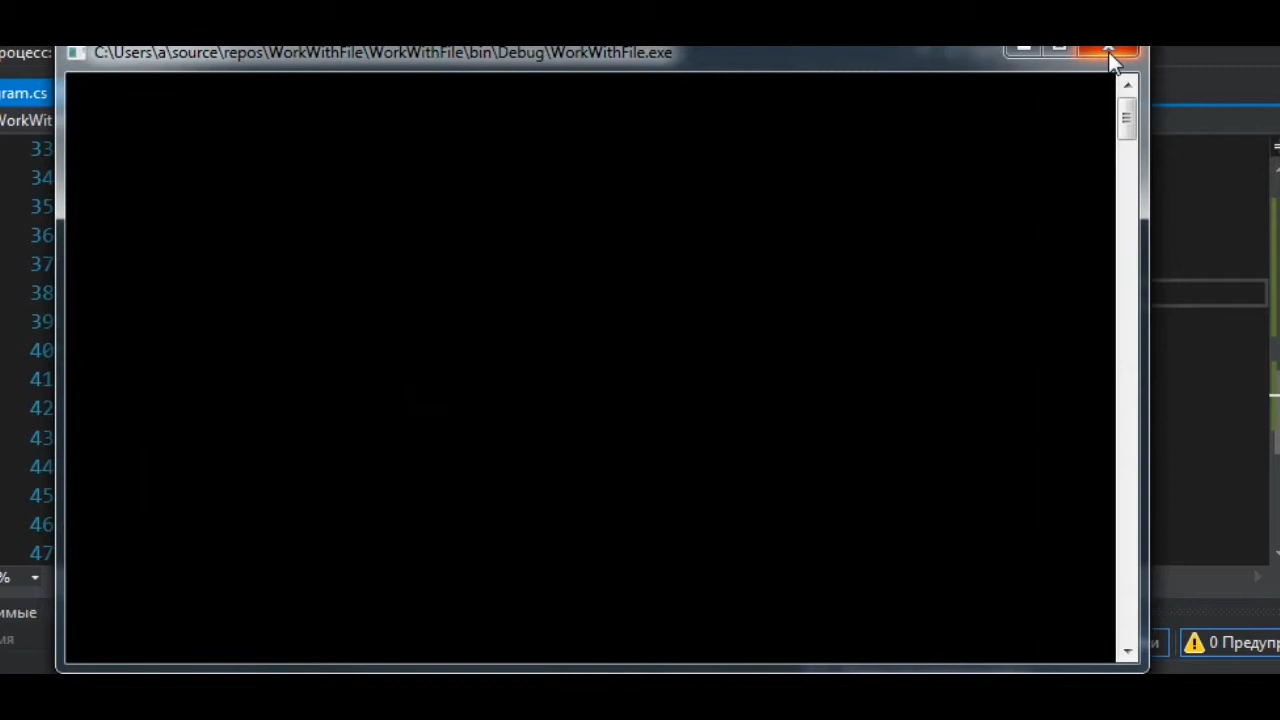 C:\Users\a\source\repos\WorkWithFile\WorkWithFile\bin\Debug\WorkWithFile.exe
роцесс:
ram.cs
WorkWit
33
34
35
36
37
38
39
40
41
42
43
44
45
46
47
%
имые
ия
и
0 Предупр